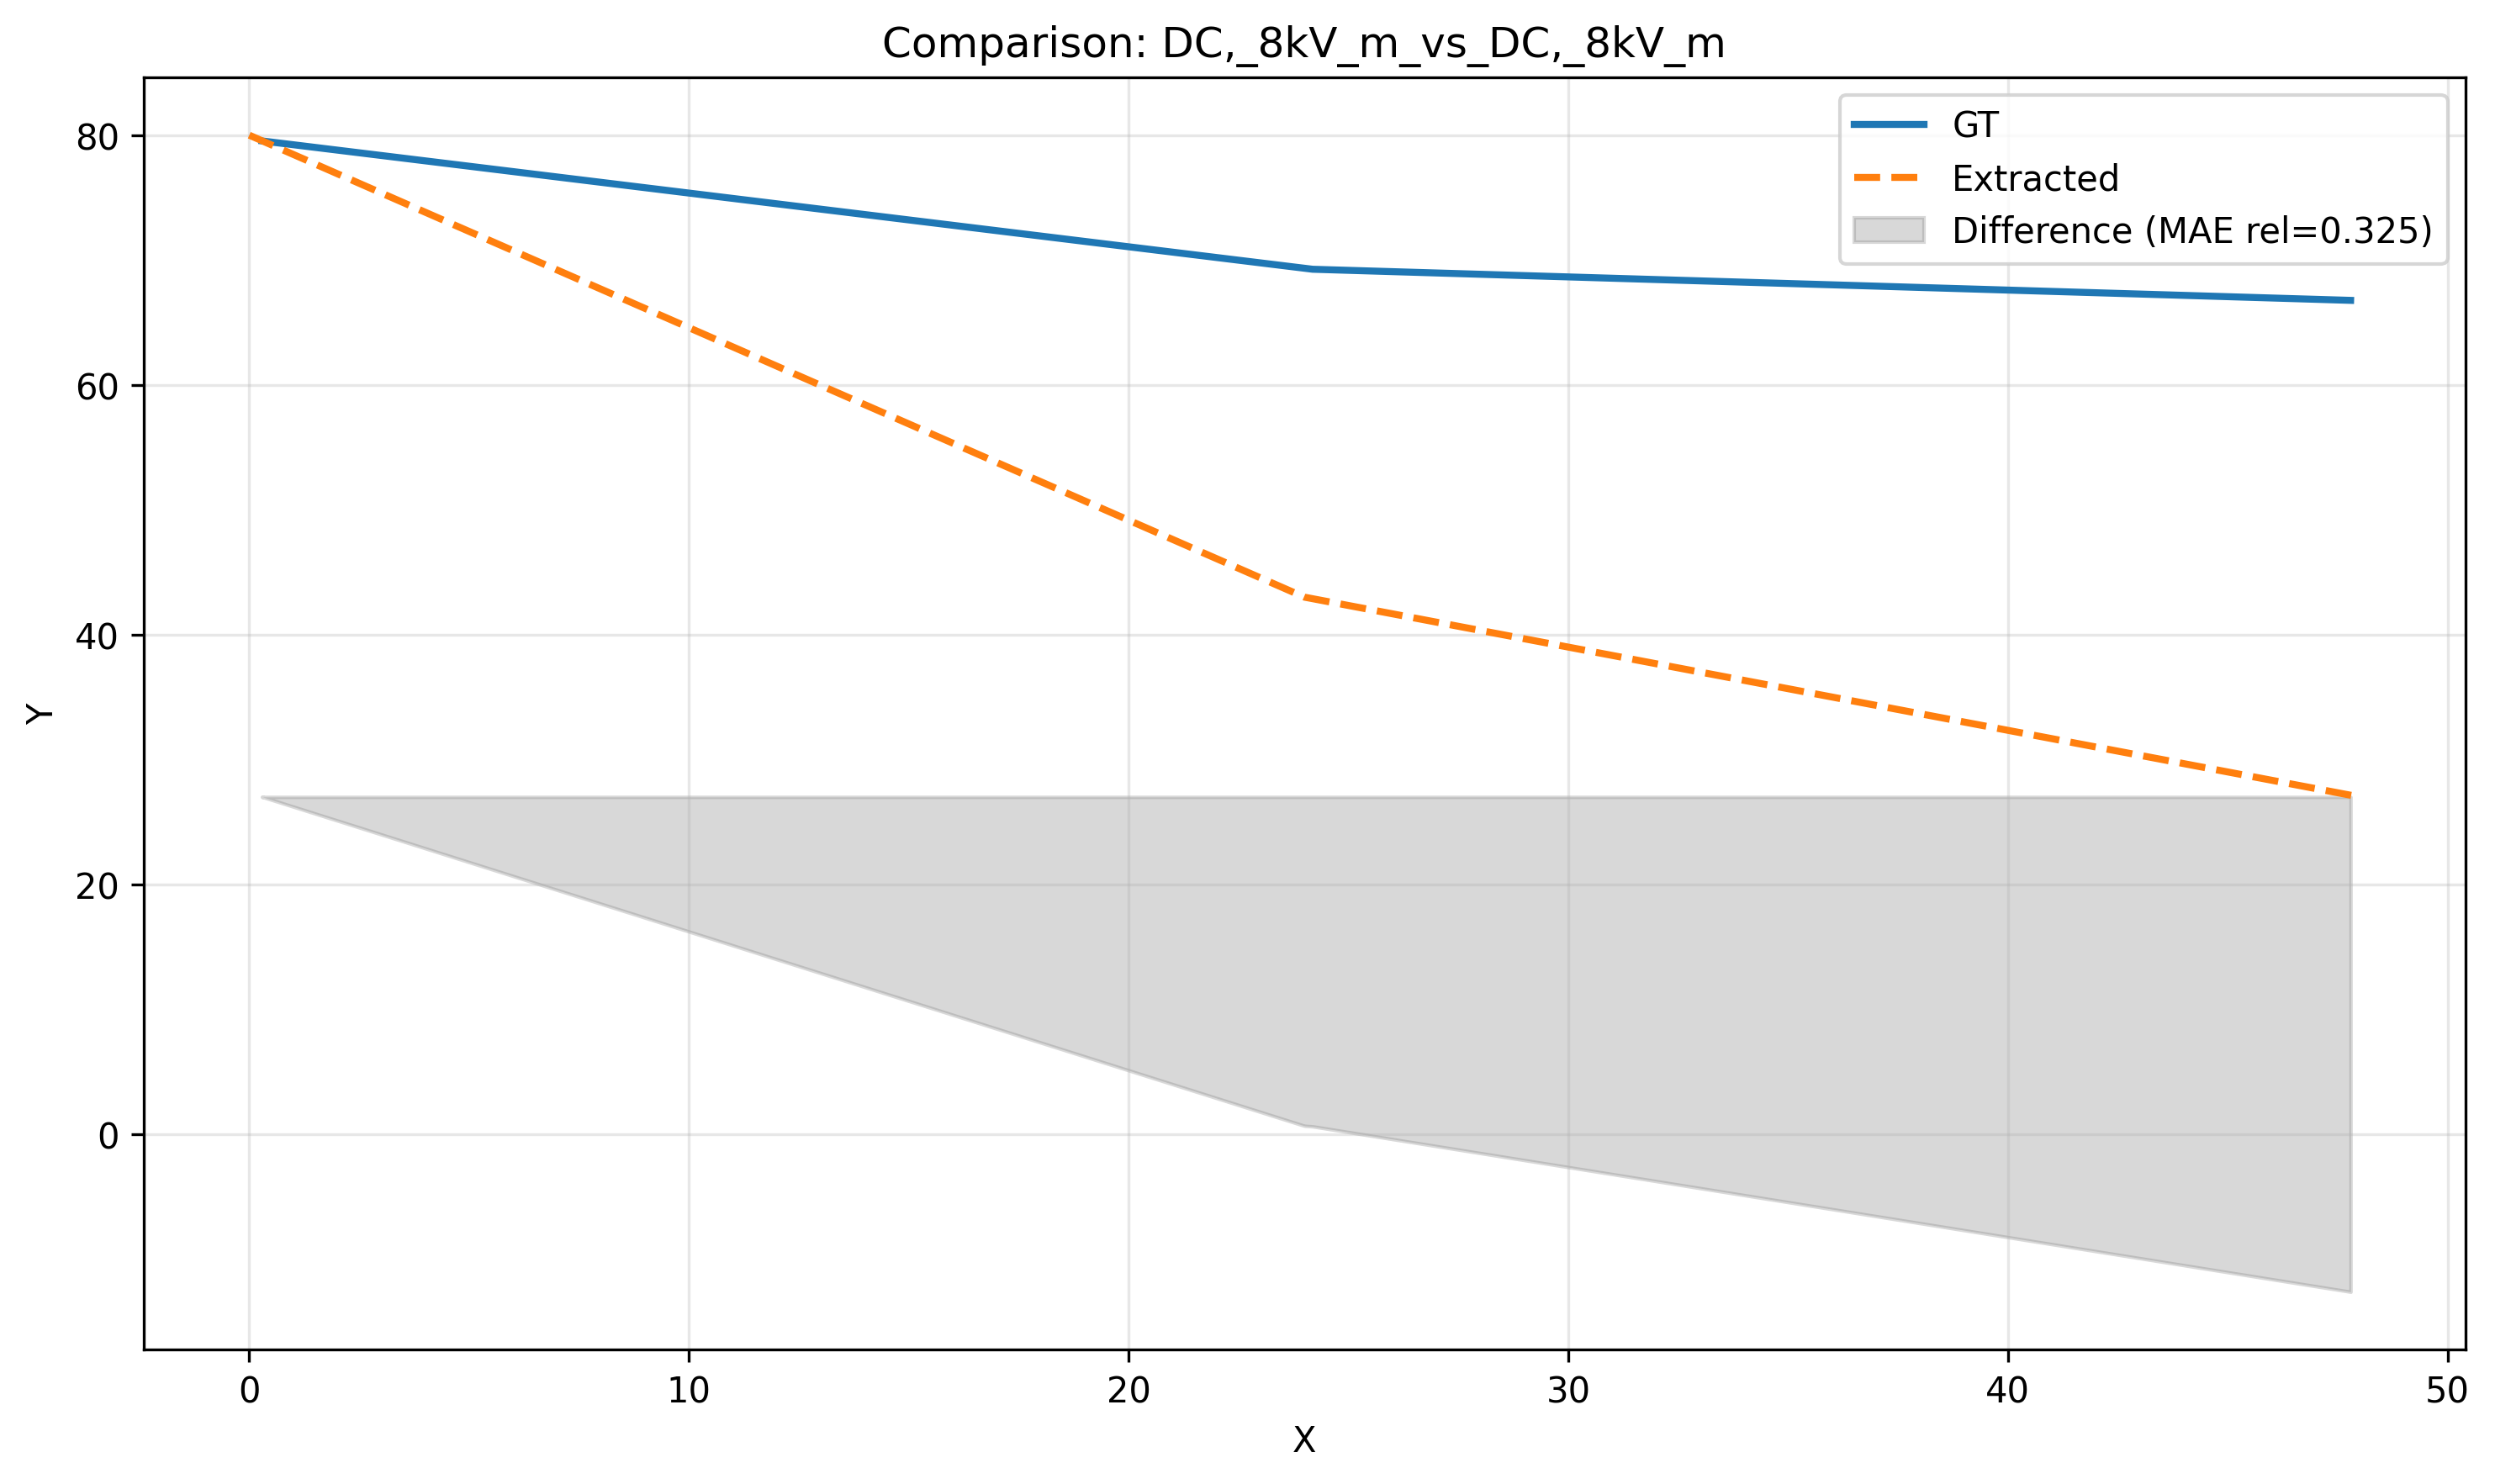 Comparison: DC,_8kV_m_vs_DC,_8kV_m
GT
Extracted
Difference (MAE rel=0.325)
80
60
40
20
0
Y
0
10
20
30
40
50
X